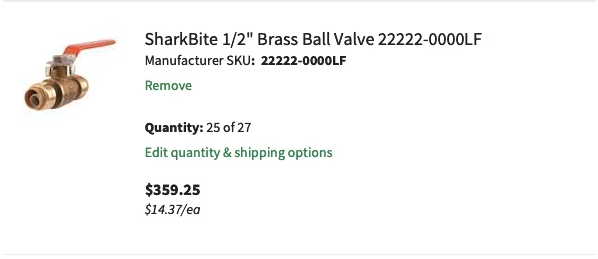 SharkBite 1/2" Brass Ball Valve 22222-0000LF
Manufacturer SKU: 22222-0000LF
Remove
Quantity: 25 of 27
Edit quantity & shipping options
$359.25
$14.37/ea